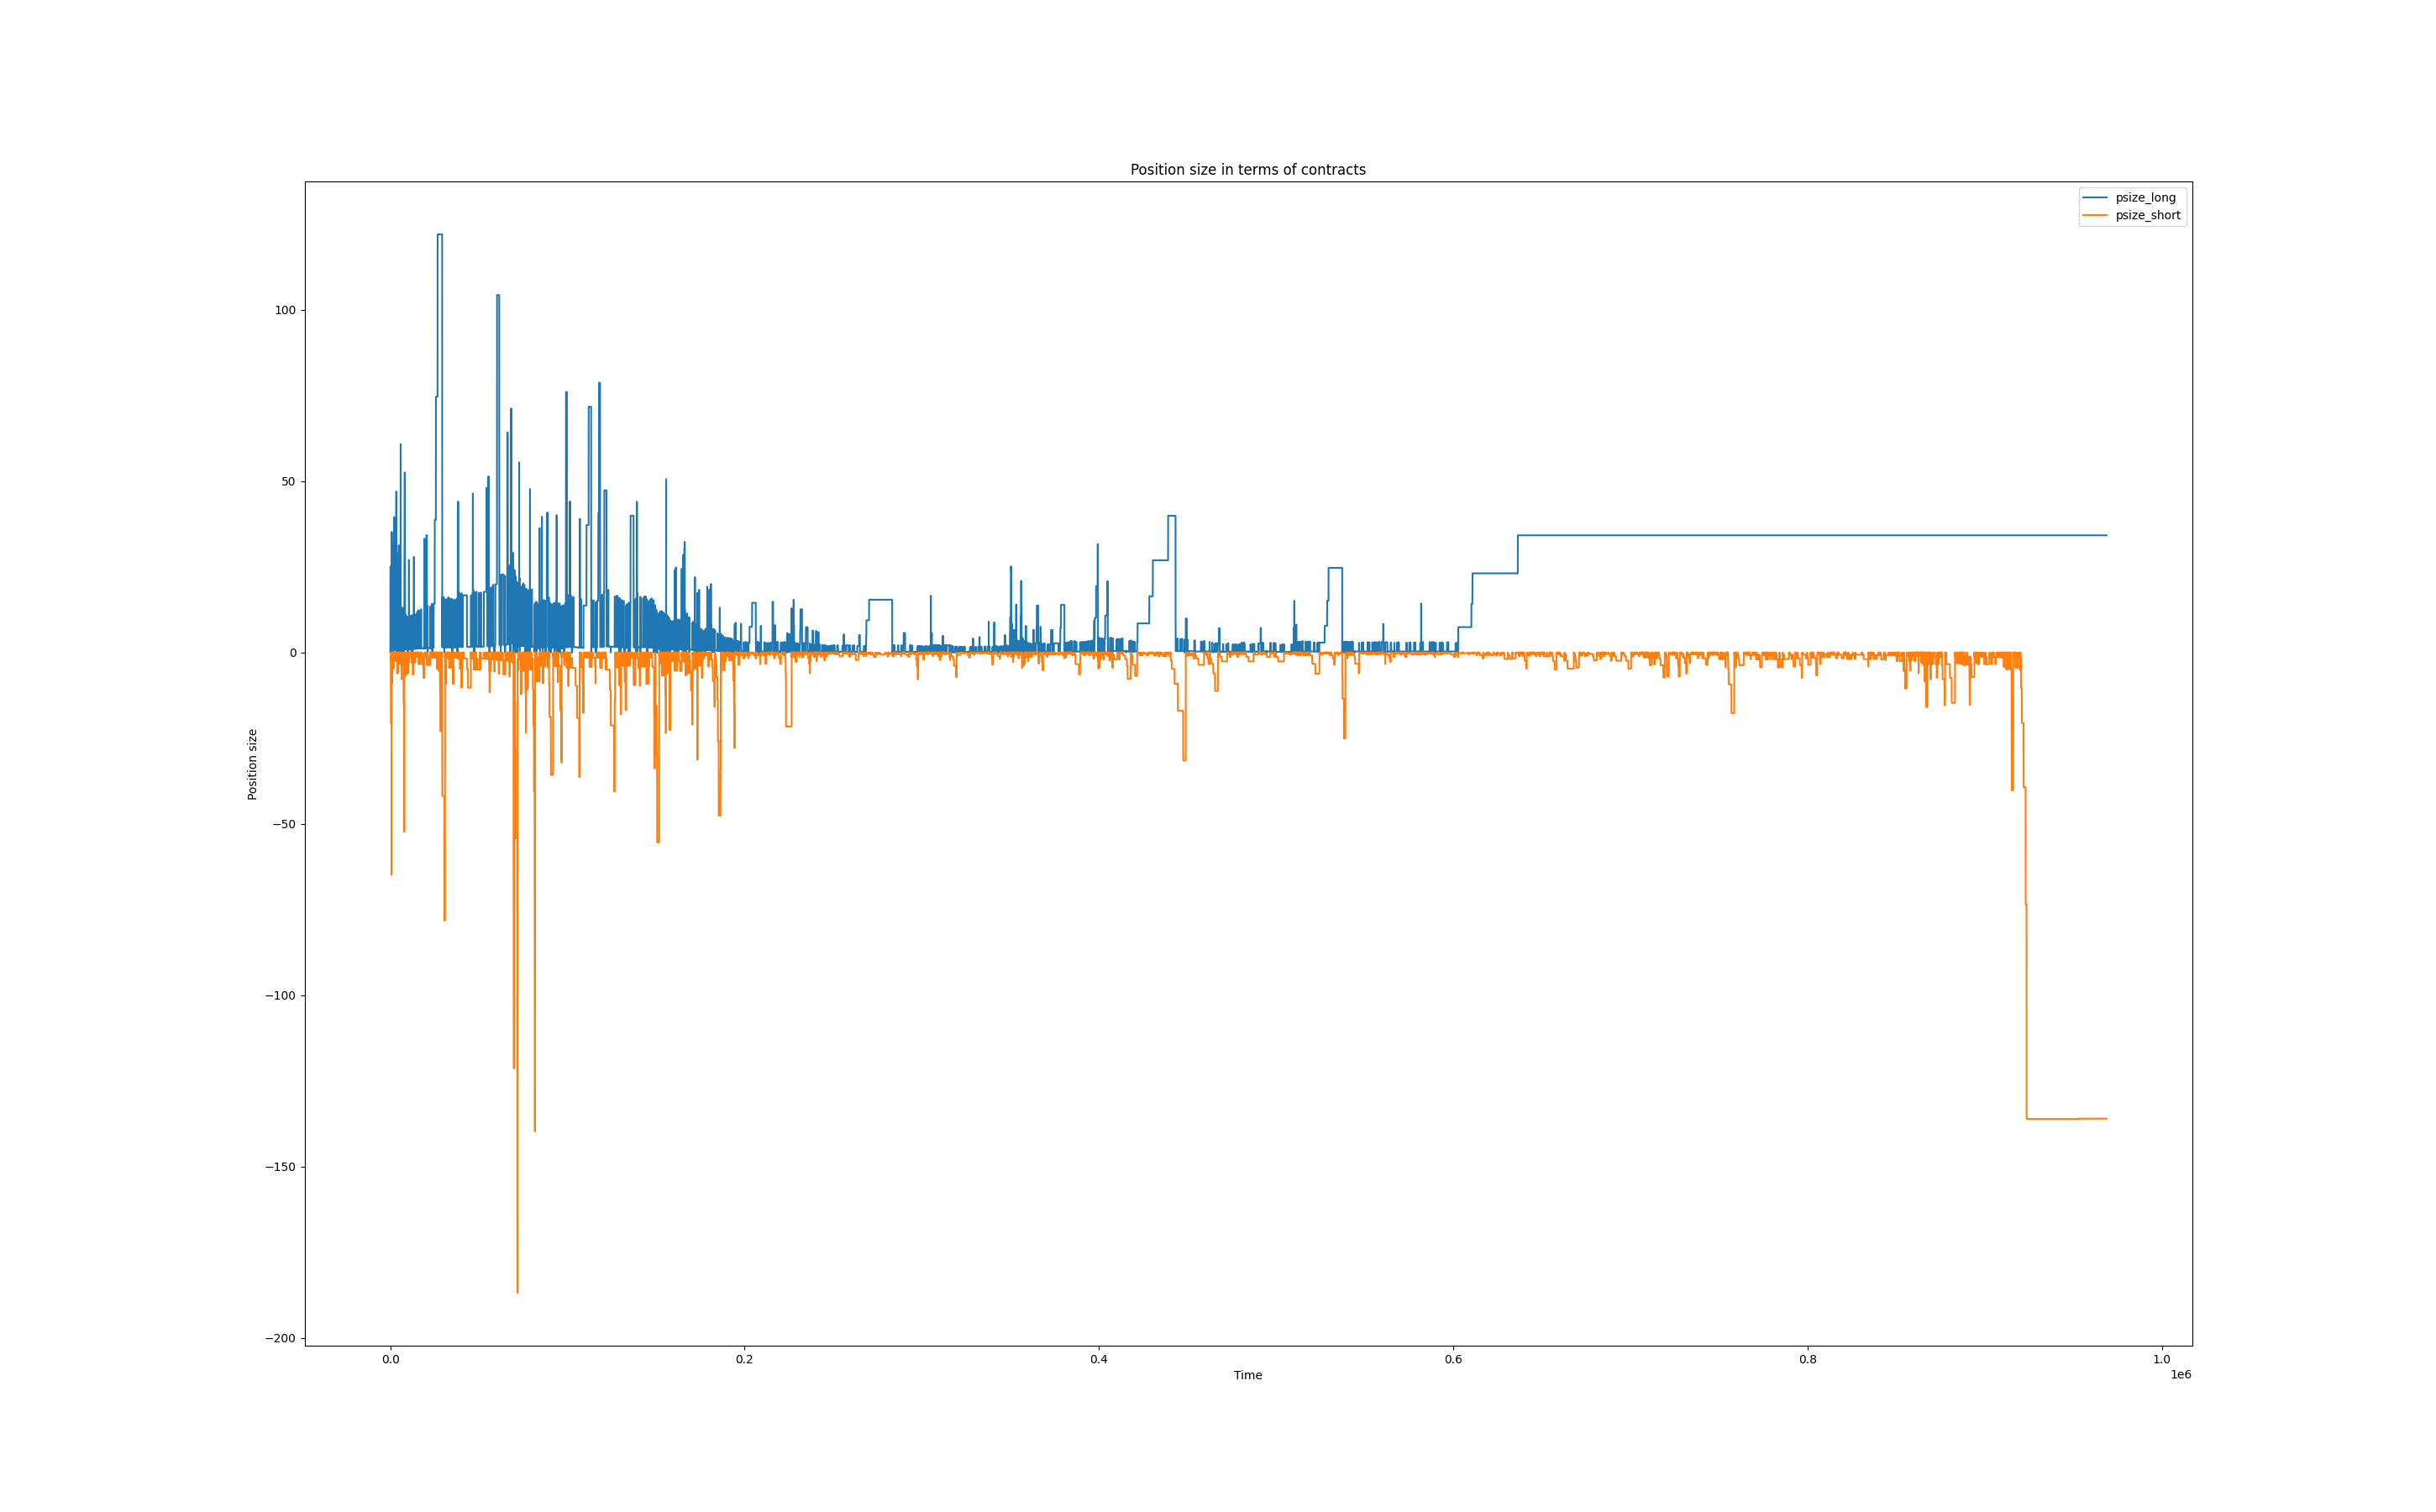 Position size in terms of contracts
psize_long
psize_short
100
50
0
−50
−100
−150
−200
Position size
0.0 0.2 0.4 0.6 0.8 1.0
Time
1e6